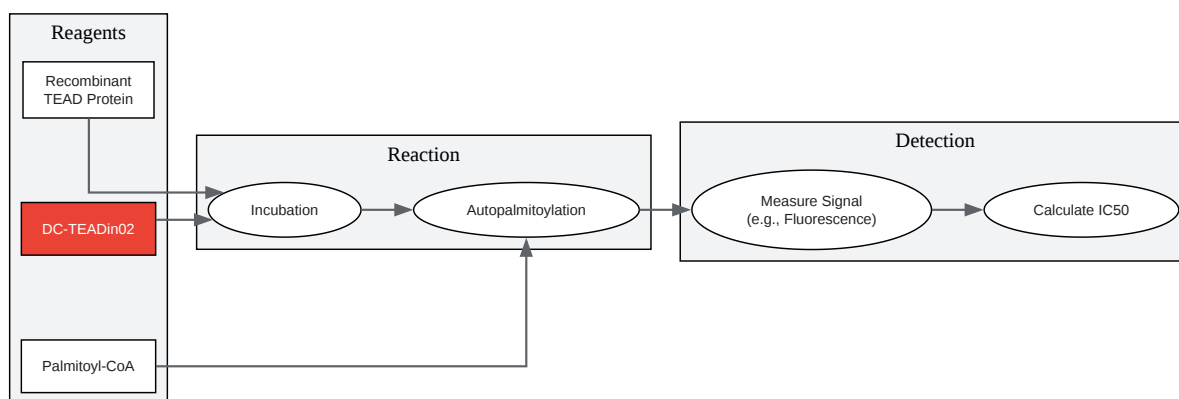 Reagents
Recombinant
TEAD Protein
DC-TEADin02
Palmitoyl-CoA
Reaction
Incubation
Autopalmitoylation
Detection
Measure Signal
(e.g., Fluorescence)
Calculate IC50